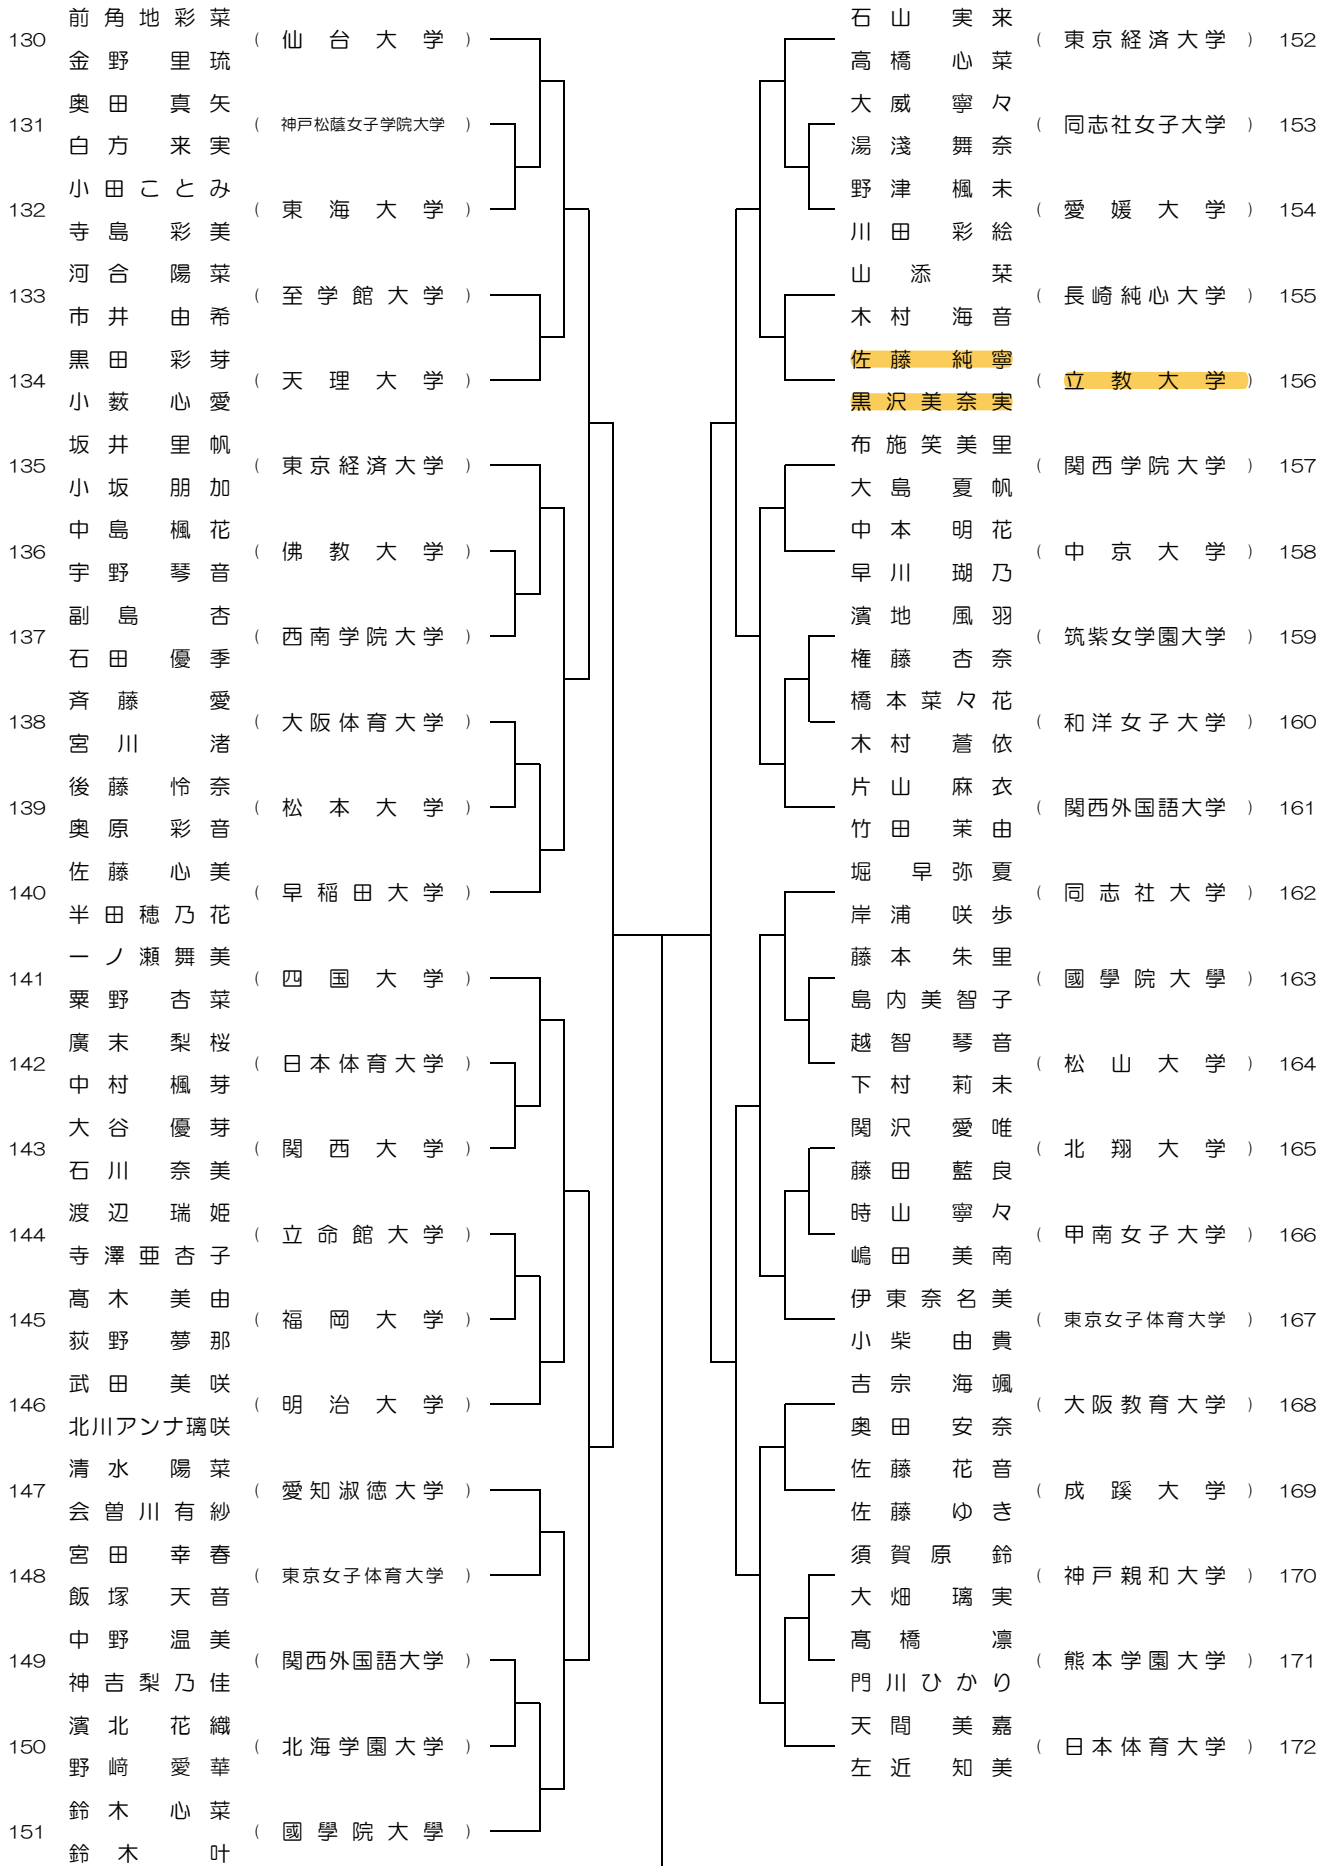 前角地彩菜
130 (仙台大学)
金野里琉
奥田真矢
131 (神戸松蔭女子学院大学)
白方来実
小田ことみ
132 (東海大学)
寺島彩美
河合陽菜
133 (至学館大学)
市井由希
黒田彩芽
134 (天理大学)
小薮心愛
坂井里帆
135 (東京経済大学)
小坂朋加
中島楓花
136 (佛教大学)
宇野琴音
副島杏
137 (西南学院大学)
石田優季
斉藤愛
138 (大阪体育大学)
宮川渚
後藤怜奈
139 (松本大学)
奥原彩音
佐藤心美
140 (早稲田大学)
半田穂乃花
一ノ瀬舞美
141 (四国大学)
粟野杏菜
廣末梨桜
142 (日本体育大学)
中村楓芽
大谷優芽
143 (関西大学)
石川奈美
渡辺瑞姫
144 (立命館大学)
寺澤亜杏子
髙木美由
145 (福岡大学)
荻野夢那
武田美咲
146 (明治大学)
北川アンナ璃咲
清水陽菜
147 (愛知淑徳大学)
会曽川有紗
宮田幸春
148 (東京女子体育大学)
飯塚天音
中野温美
149 (関西外国語大学)
神吉梨乃佳
濱北花織
150 (北海学園大学)
野﨑愛華
鈴木心菜
151 (國學院大學)
鈴木叶
石山実来
(東京経済大学) 152
高橋心菜
大威寧々
(同志社女子大学) 153
湯淺舞奈
野津楓未
(愛媛大学) 154
川田彩絵
山添栞
(長崎純心大学) 155
木村海音
佐藤純寧
(立教大学) 156
黒沢美奈実
布施笑美里
(関西学院大学) 157
大島夏帆
中本明花
(中京大学) 158
早川瑚乃
濱地風羽
(筑紫女学園大学) 159
権藤杏奈
橋本菜々花
(和洋女子大学) 160
木村蒼依
片山麻衣
(関西外国語大学) 161
竹田茉由
堀早弥夏
(同志社大学) 162
岸浦咲歩
藤本朱里
(國學院大學) 163
島内美智子
越智琴音
(松山大学) 164
下村莉未
関沢愛唯
(北翔大学) 165
藤田藍良
時山寧々
(甲南女子大学) 166
嶋田美南
伊東奈名美
(東京女子体育大学) 167
小柴由貴
吉宗海颯
(大阪教育大学) 168
奥田安奈
佐藤花音
(成蹊大学) 169
佐藤ゆき
須賀原鈴
(神戸親和大学) 170
大畑璃実
髙橋凛
(熊本学園大学) 171
門川ひかり
天間美嘉
(日本体育大学) 172
左近知美